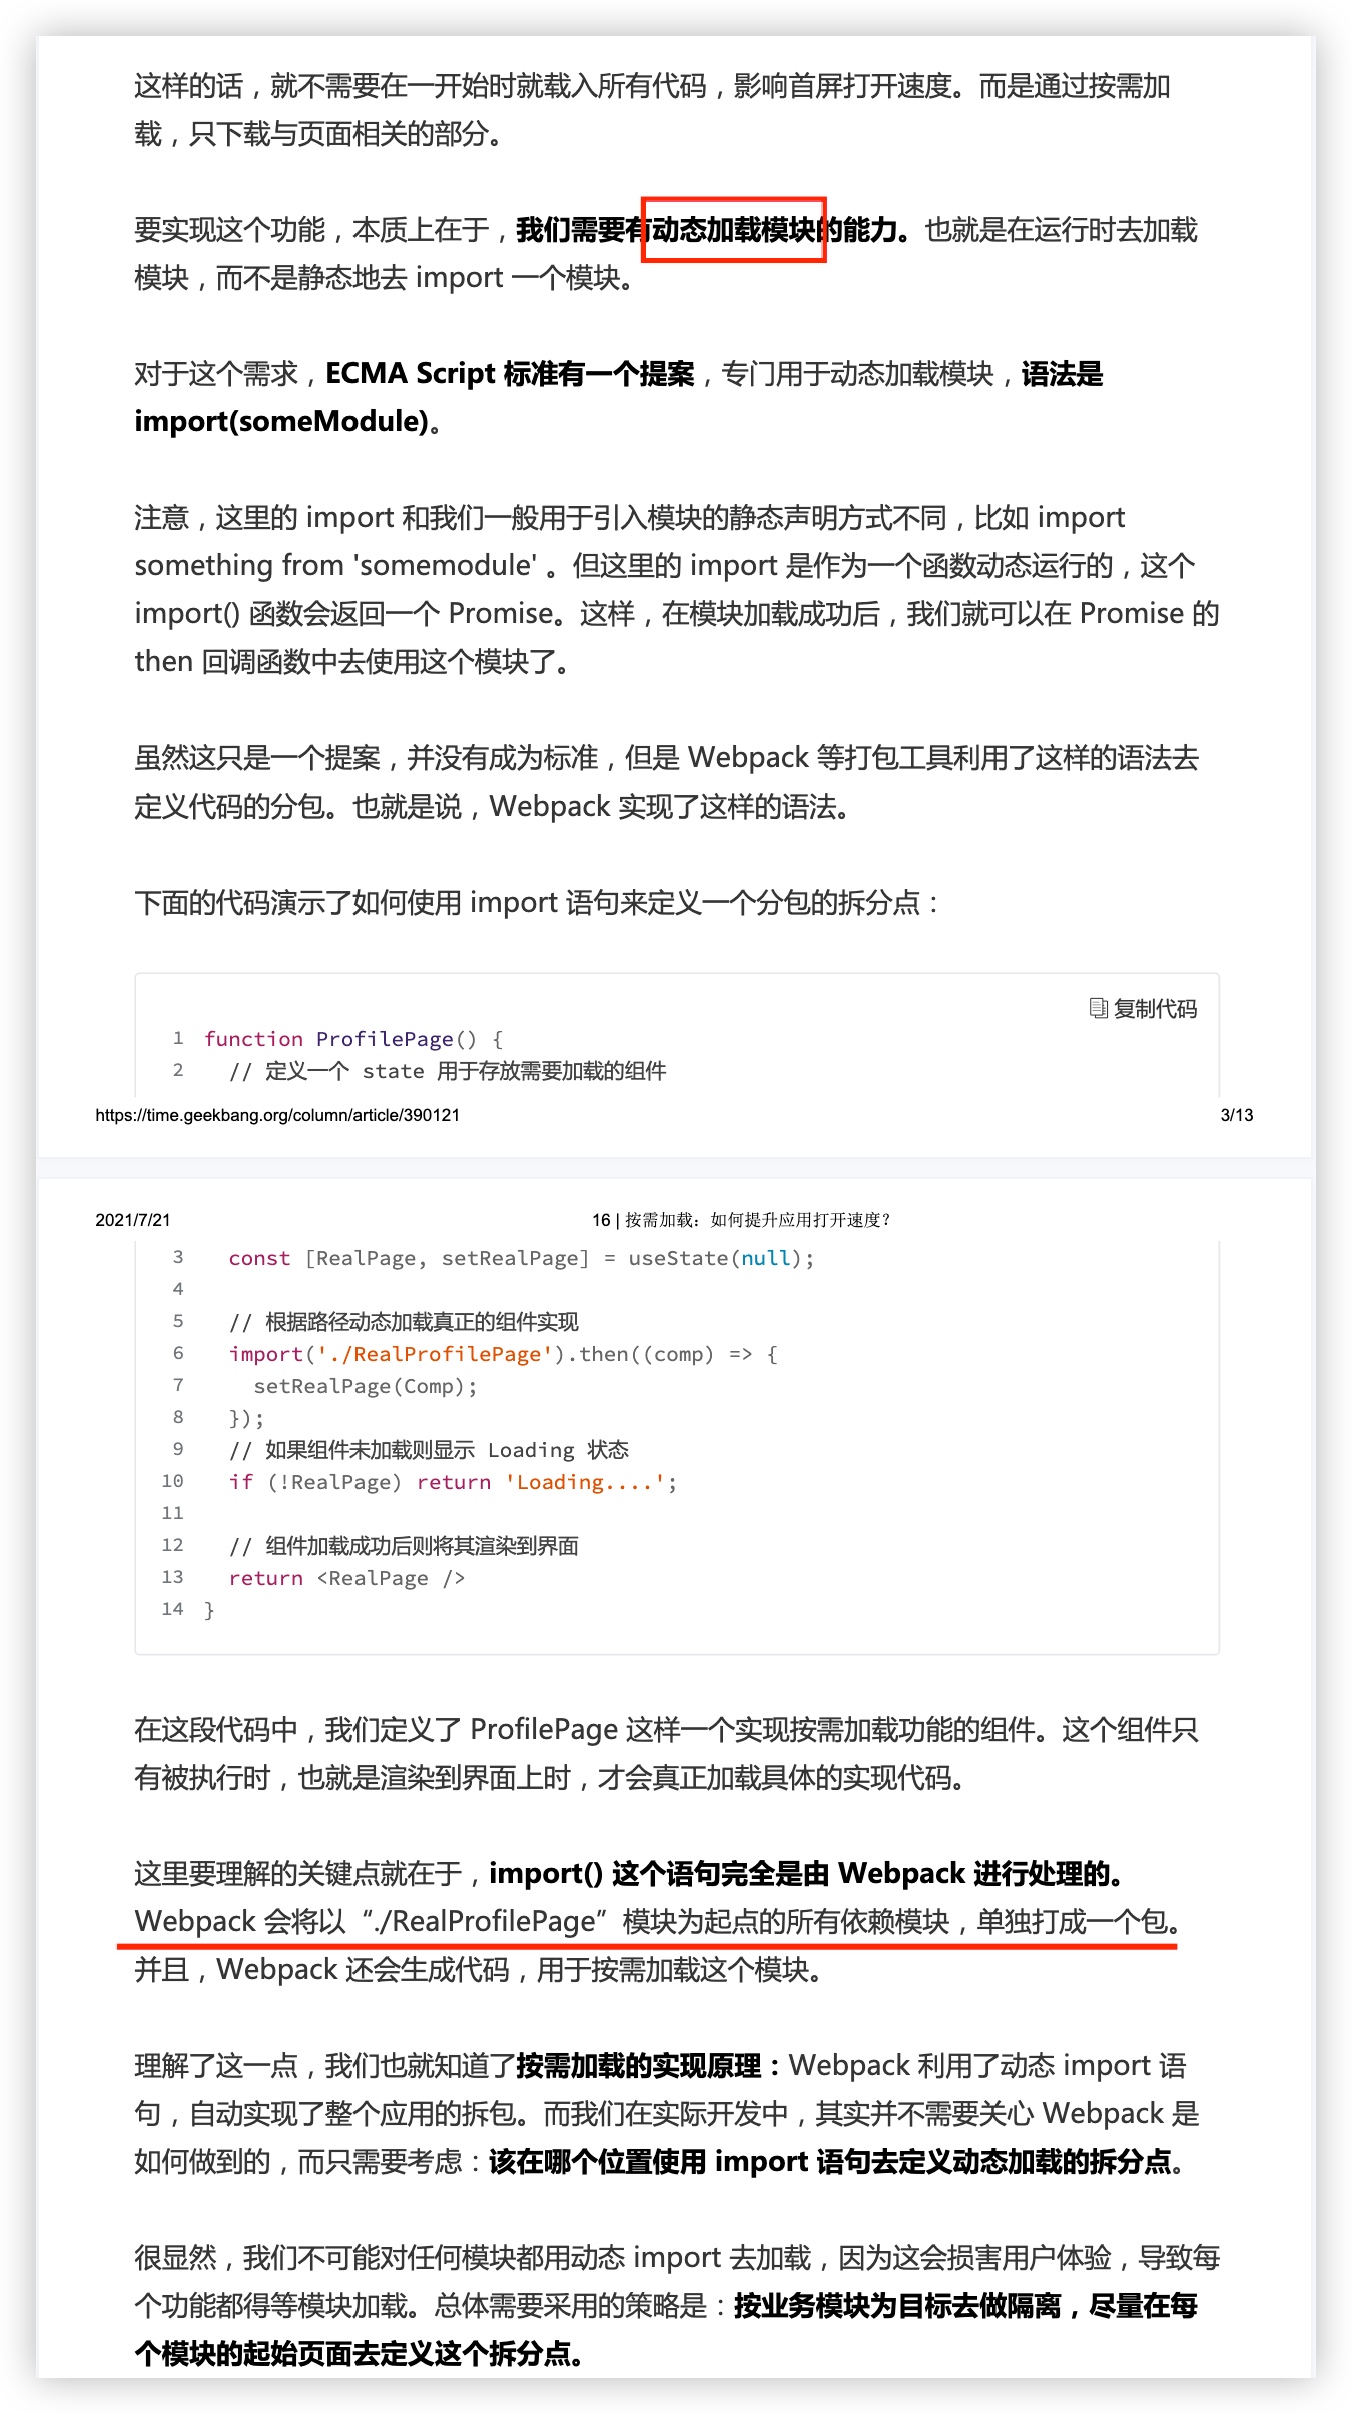 这样的话，就不需要在一开始时就载入所有代码，影响首屏打开速度。而是通过按需加
载，只下载与页面相关的部分。
要实现这个功能，本质上在于，我们需要有动态加载模块的能力。也就是在运行时去加载
模块，而不是静态地去 import 一个模块。
对于这个需求，ECMA Script 标准有一个提案，专门用于动态加载模块，语法是
import(someModule)。
注意，这里的 import 和我们一般用于引入模块的静态声明方式不同，比如 import
something from 'somemodule' 。但这里的 import 是作为一个函数动态运行的，这个
import() 函数会返回一个 Promise。这样，在模块加载成功后，我们就可以在 Promise 的
then 回调函数中去使用这个模块了。
虽然这只是一个提案，并没有成为标准，但是 Webpack 等打包工具利用了这样的语法去
定义代码的分包。也就是说，Webpack 实现了这样的语法。
下面的代码演示了如何使用 import 语句来定义一个分包的拆分点：
复制代码
1 function ProfilePage() {
2   // 定义一个 state 用于存放需要加载的组件
https://time.geekbang.org/column/article/390121 3/13
2021/7/21 16 | 按需加载：如何提升应用打开速度？
3   const [RealPage, setRealPage] = useState(null);
4
5   // 根据路径动态加载真正的组件实现
6   import('./RealProfilePage').then((comp) => {
7     setRealPage(Comp);
8   });
9   // 如果组件未加载则显示 Loading 状态
10   if (!RealPage) return 'Loading....';
11
12   // 组件加载成功后则将其渲染到界面
13   return <RealPage />
14 }
在这段代码中，我们定义了 ProfilePage 这样一个实现按需加载功能的组件。这个组件只
有被执行时，也就是渲染到界面上时，才会真正加载具体的实现代码。
这里要理解的关键点就在于，import() 这个语句完全是由 Webpack 进行处理的。
Webpack 会将以“./RealProfilePage”模块为起点的所有依赖模块，单独打成一个包。
并且，Webpack 还会生成代码，用于按需加载这个模块。
理解了这一点，我们也就知道了按需加载的实现原理：Webpack 利用了动态 import 语
句，自动实现了整个应用的拆包。而我们在实际开发中，其实并不需要关心 Webpack 是
如何做到的，而只需要考虑：该在哪个位置使用 import 语句去定义动态加载的拆分点。
很显然，我们不可能对任何模块都用动态 import 去加载，因为这会损害用户体验，导致每
个功能都得等模块加载。总体需要采用的策略是：按业务模块为目标去做隔离，尽量在每
个模块的起始页面去定义这个拆分点。